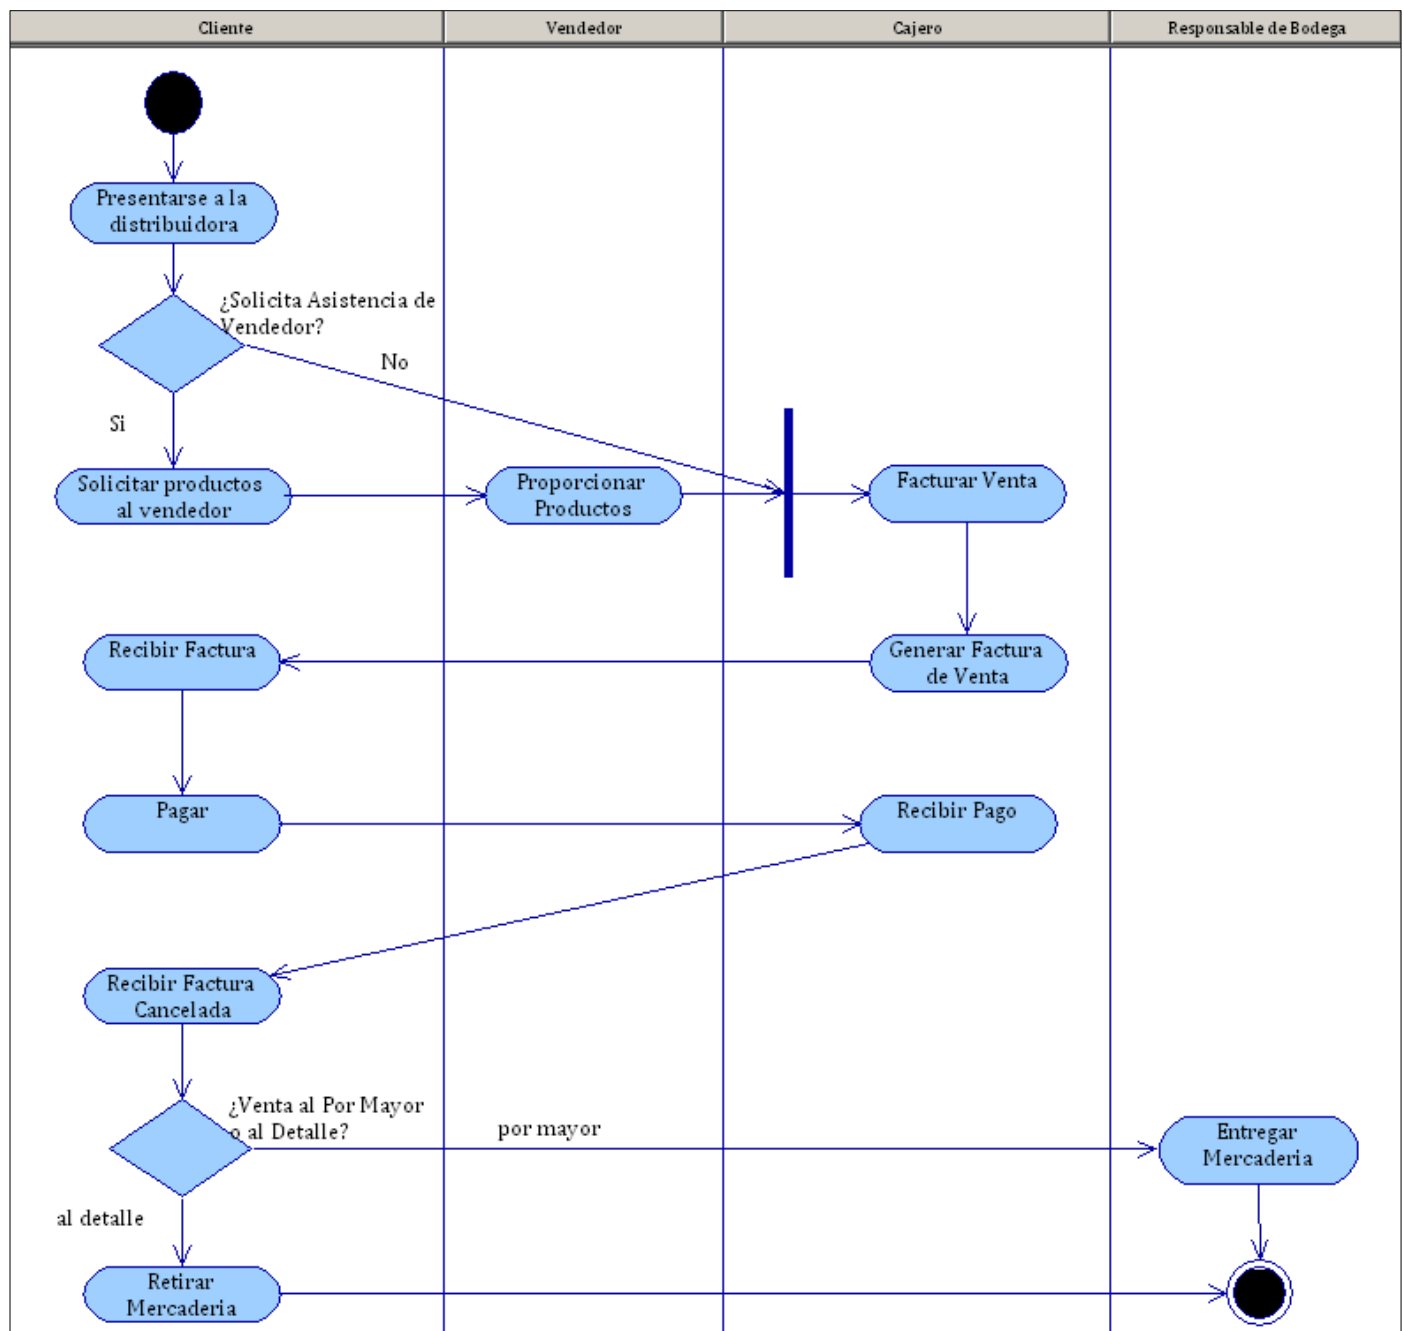 Cliente
Vendedor
Cajero
Responsable de Bodega
Presentarse a la
distribuidora
¿Solicita Asistencia de
Vendedor?
No
Si
Solicitar productos
al vendedor
Proporcionar
Productos
Facturar Venta
Recibir Factura
Generar Factura
de Venta
Pagar
Recibir Pago
Recibir Factura
Cancelada
¿Venta al Por Mayor
o al Detalle?
por mayor
Entregar
Mercaderia
al detalle
Retirar
Mercaderia